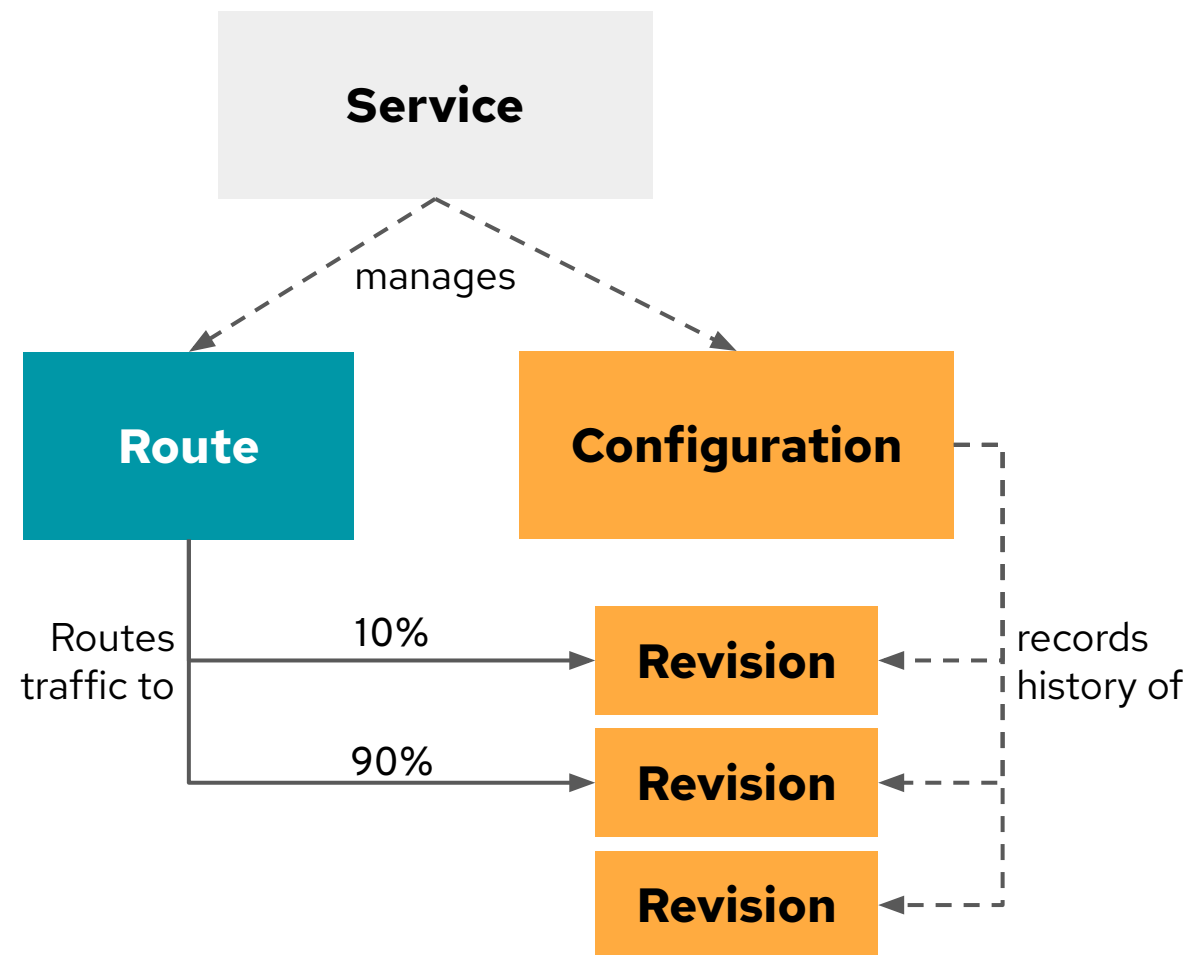 Service
manages
Route
Configuration
Routes
traffic to
10%
90%
Revision
Revision
Revision
records
history of